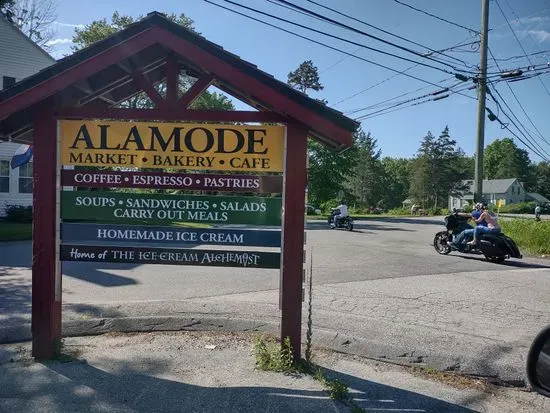 ALAMODE
MARKET • BAKERY • CAFE
COFFEE • ESPRESSO • PASTRIES
SOUPS • SANDWICHES • SALADS
CARRY OUT MEALS
HOMEMADE ICE CREAM
Home of THE ICE CREAM ALCHEMIST